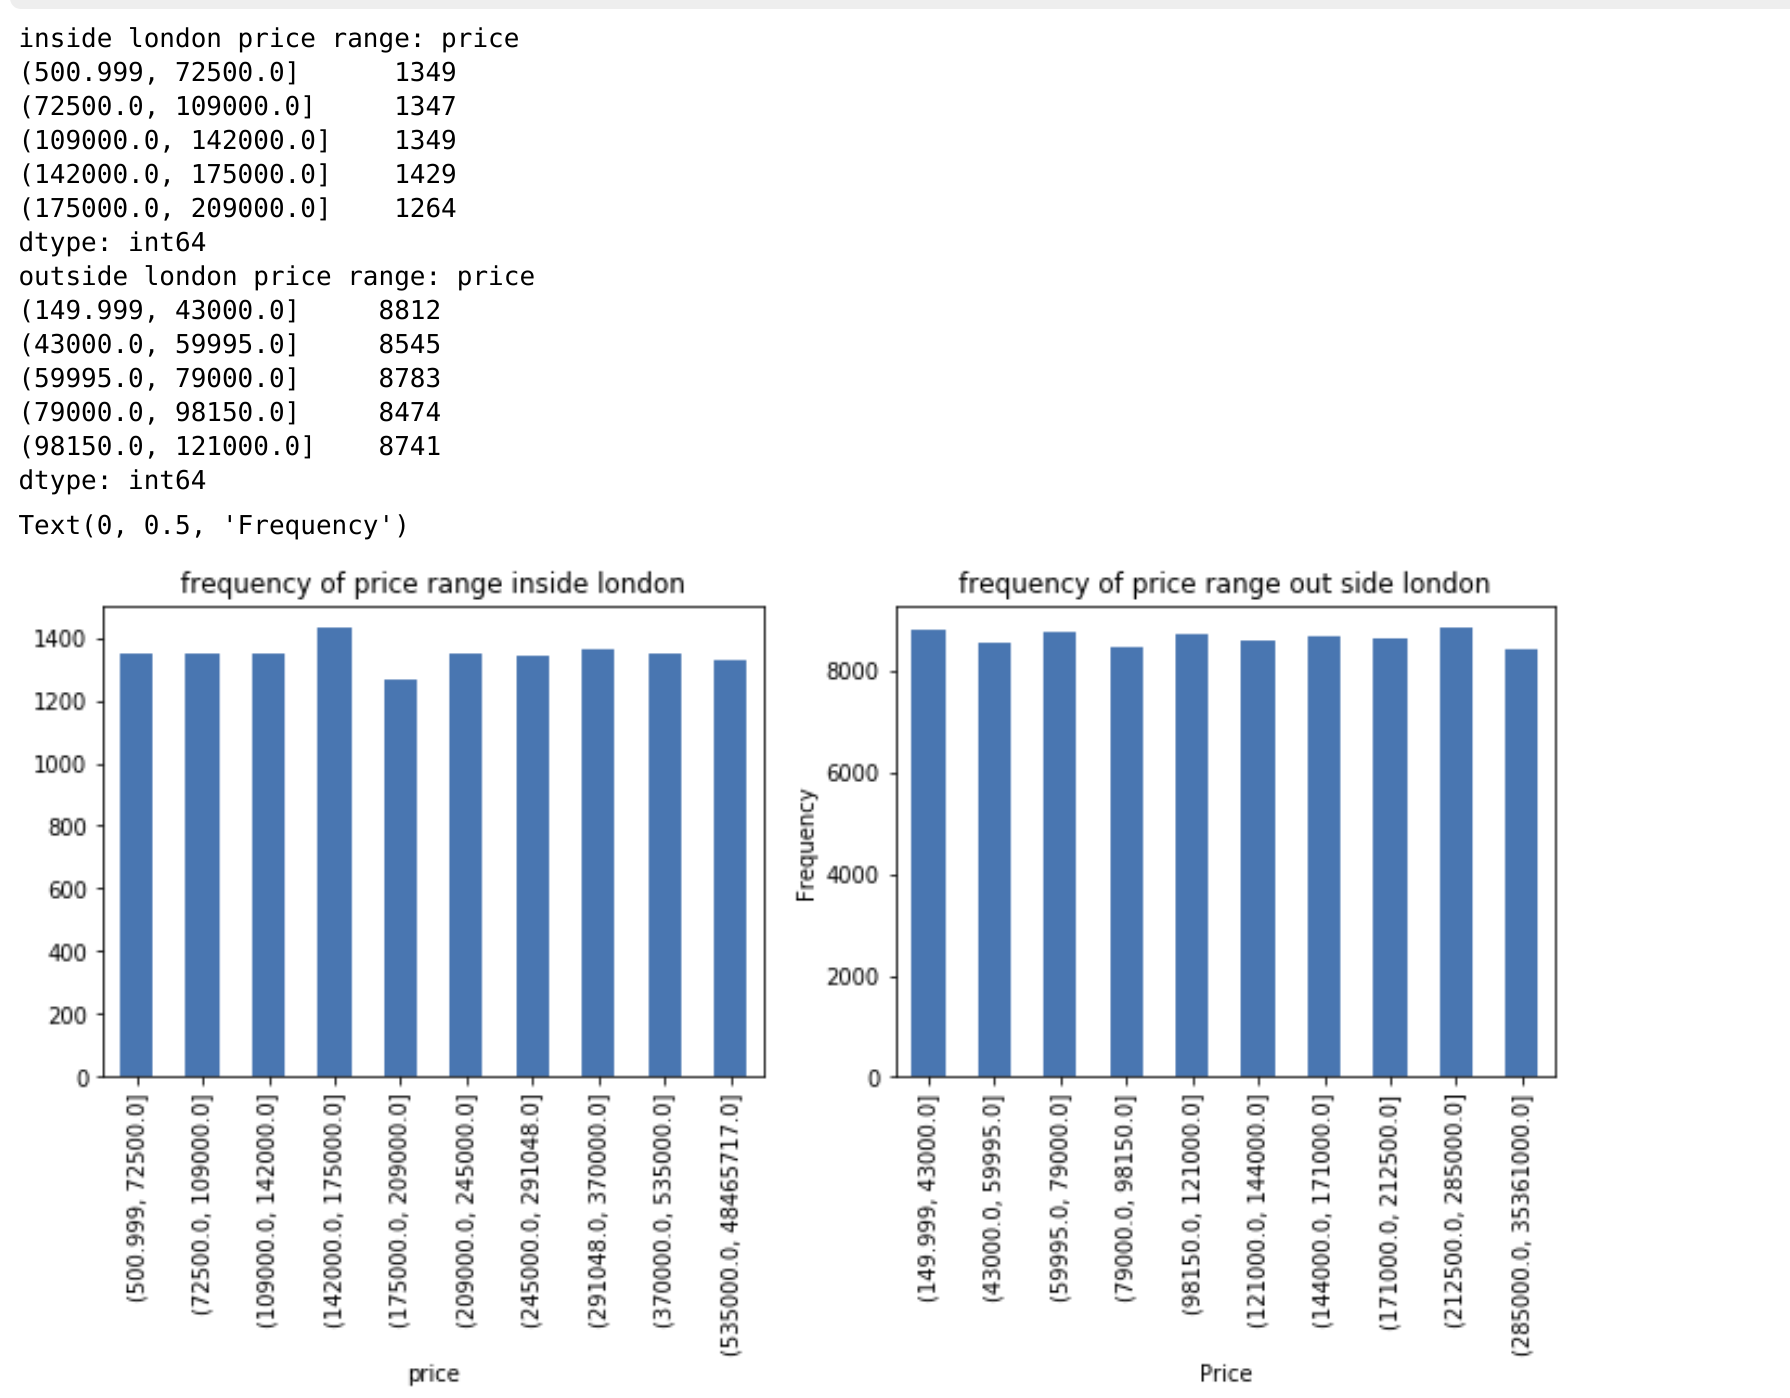 inside london price range: price
(500.999, 72500.0]      1349
(72500.0, 109000.0]     1347
(109000.0, 142000.0]    1349
(142000.0, 175000.0]    1429
(175000.0, 209000.0]    1264
dtype: int64
outside london price range: price
(149.999, 43000.0]     8812
(43000.0, 59995.0]     8545
(59995.0, 79000.0]     8783
(79000.0, 98150.0]     8474
(98150.0, 121000.0]    8741
dtype: int64
Text(0, 0.5, 'Frequency')
frequency of price range inside london
1400
1200
1000
800
600
400
200
0
(500.999, 72500.0]
(72500.0, 109000.0]
(109000.0, 142000.0]
(142000.0, 175000.0]
(175000.0, 209000.0]
(209000.0, 245000.0]
(245000.0, 291048.0]
(291048.0, 370000.0]
(370000.0, 535000.0]
(535000.0, 48465717.0]
price
frequency of price range out side london
Frequency
8000
6000
4000
2000
0
(149.999, 43000.0]
(43000.0, 59995.0]
(59995.0, 79000.0]
(79000.0, 98150.0]
(98150.0, 121000.0]
(121000.0, 144000.0]
(144000.0, 171000.0]
(171000.0, 212500.0]
(212500.0, 285000.0]
(285000.0, 35361000.0]
Price